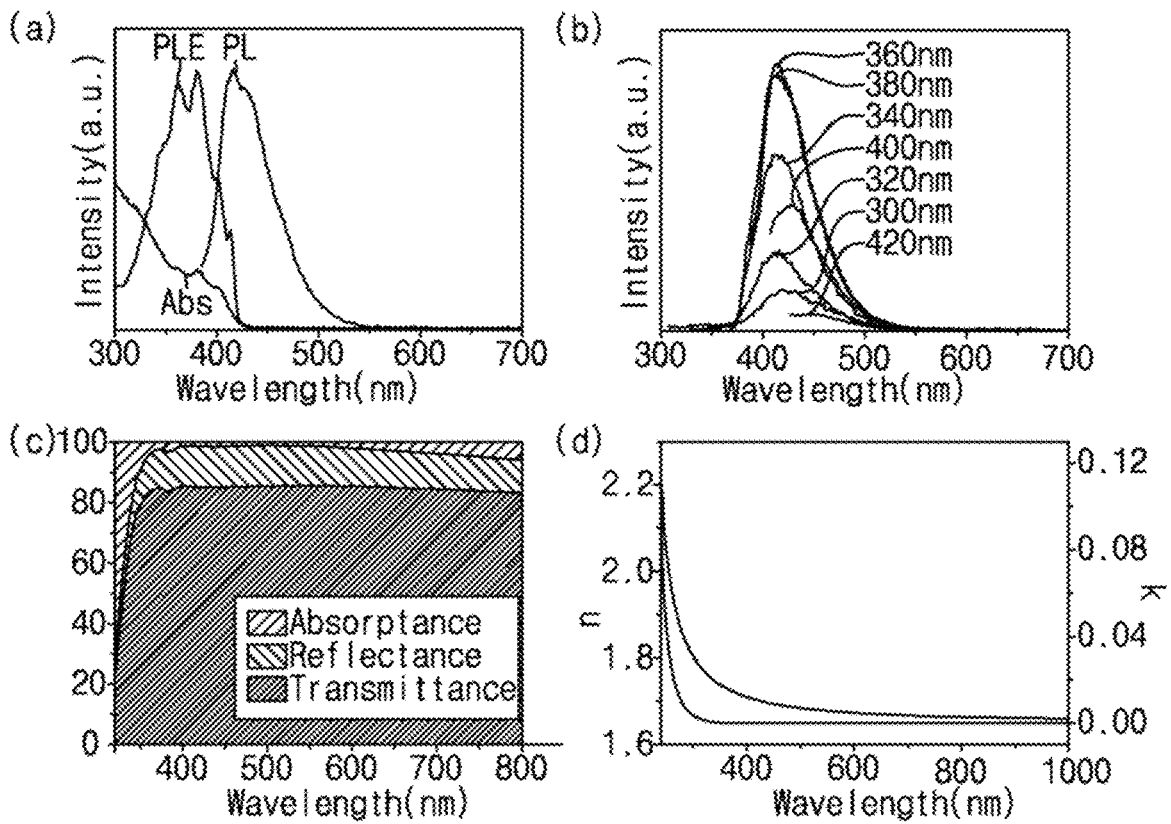 (a)
PLE PL
Abs
Intensity(a.u.)
300 400 500 600 700
Wavelength(nm)
(b)
360nm
380nm
340nm
400nm
320nm
300nm
420nm
Intensity(a.u.)
300 400 500 600 700
Wavelength(nm)
(c)
100
80
60
40
20
0
Absorptance
Reflectance
Transmittance
400 500 600 700 800
Wavelength(nm)
(d)
2.2
2.0
1.8
1.6
n
0.12
0.08
0.04
0.00
k
400 600 800 1000
Wavelength(nm)